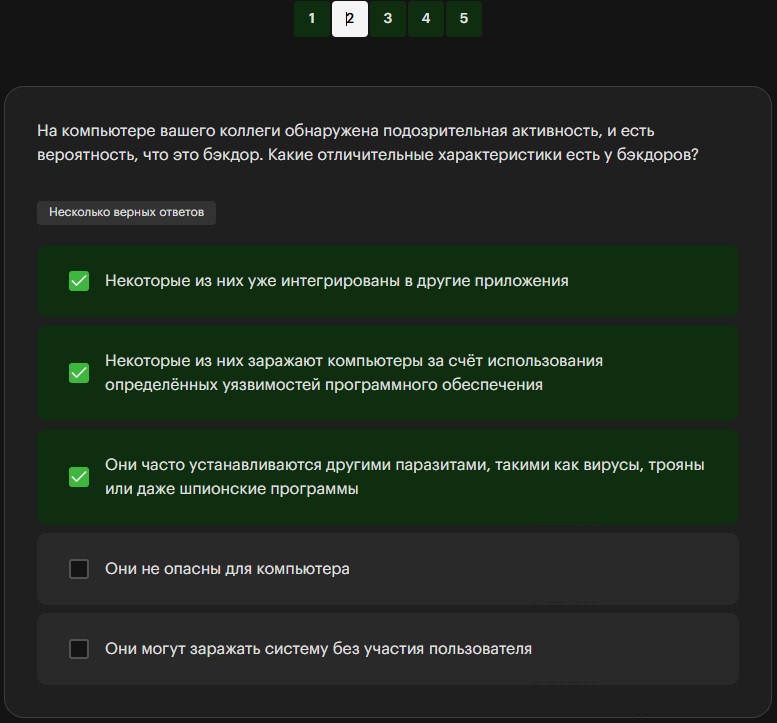 1 2 3 4 5
На компьютере вашего коллеги обнаружена подозрительная активность, и есть
вероятность, что это бэкдор. Какие отличительные характеристики есть у бэкдоров?
Несколько верных ответов
Некоторые из них уже интегрированы в другие приложения
Некоторые из них заражают компьютеры за счёт использования
определённых уязвимостей программного обеспечения
Они часто устанавливаются другими паразитами, такими как вирусы, трояны
или даже шпионские программы
Они не опасны для компьютера
Они могут заражать систему без участия пользователя